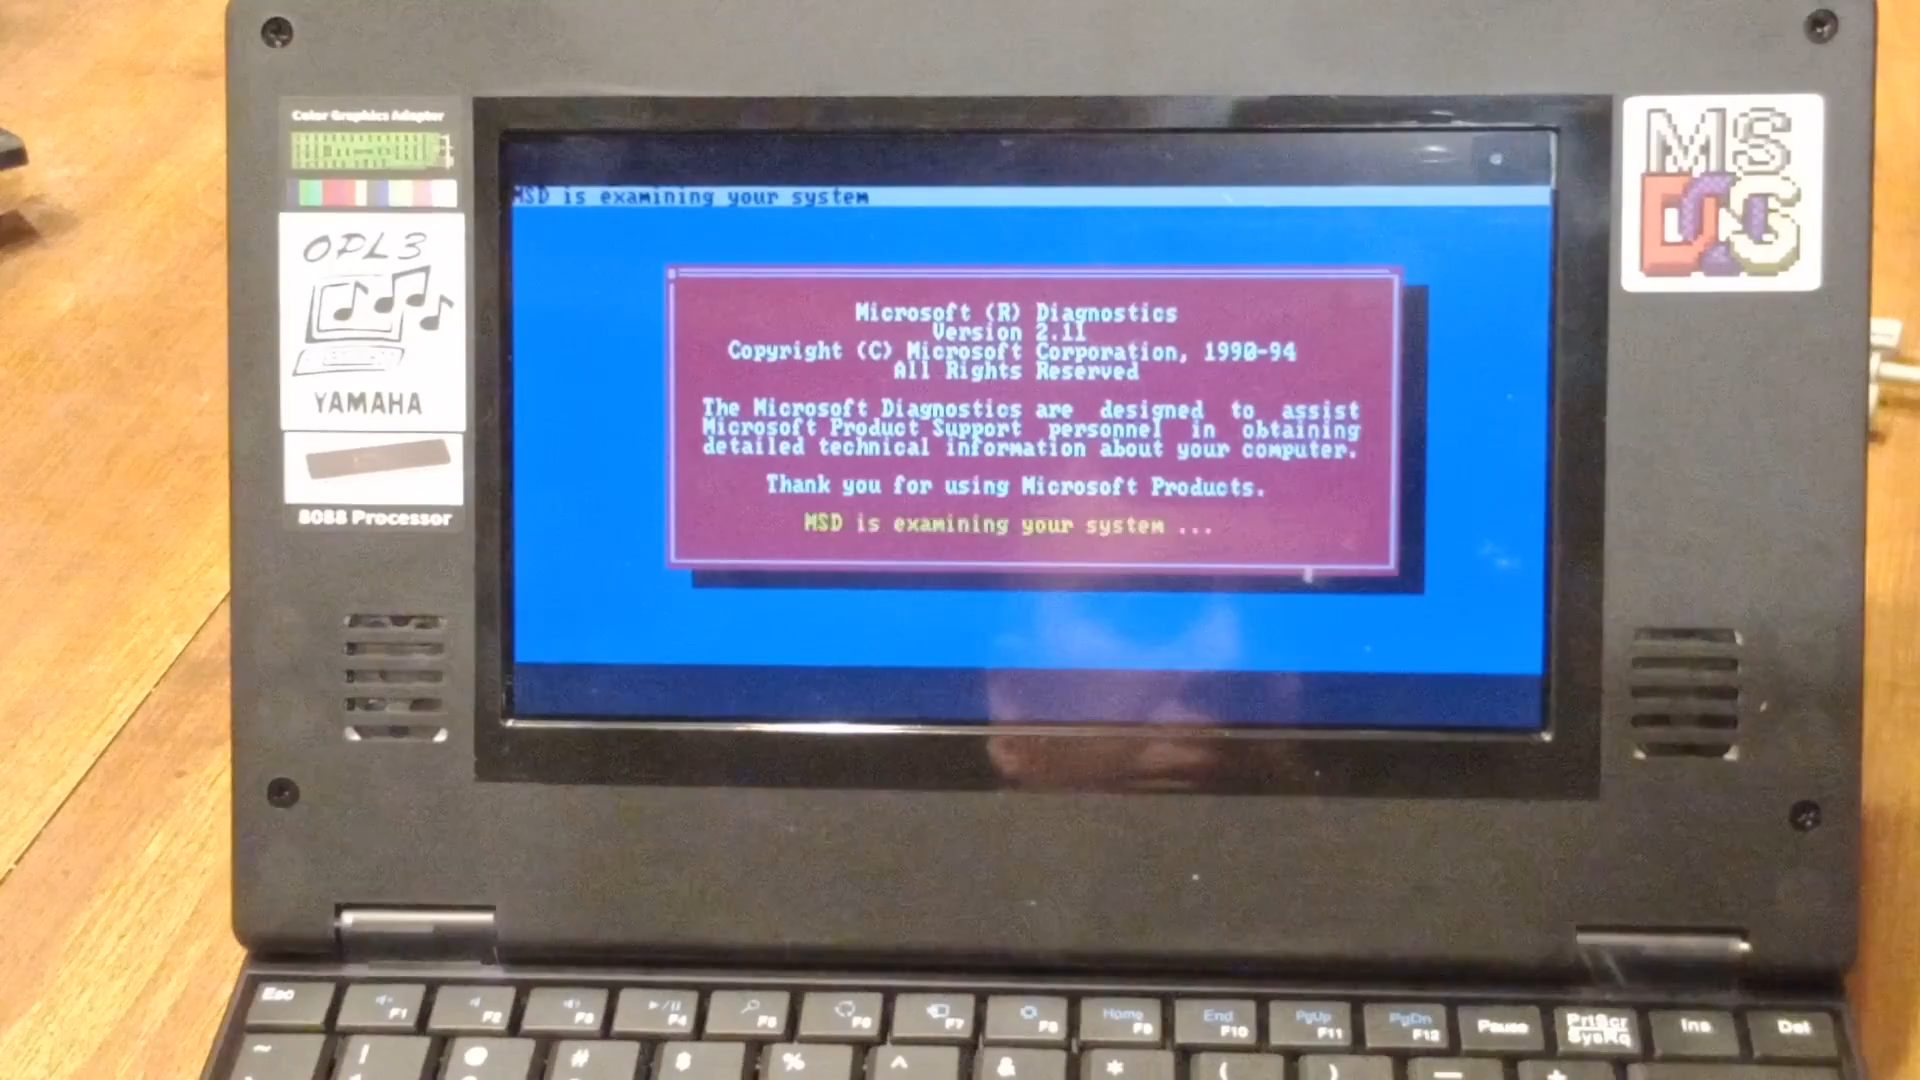 Color Graphics Adapter
OPL3
YAMAHA
8088 Processor
MS
DOS
MSD is examining your system
Microsoft (R) Diagnostics
Version 2.11
Copyright (C) Microsoft Corporation, 1990-94
All Rights Reserved
The Microsoft Diagnostics are designed to assist
Microsoft Product Support personnel in obtaining
detailed technical information about your computer.
Thank you for using Microsoft Products.
MSD is examining your system ...
Esc F1 F2 F3 F4 F5 F6 F7 F8 Home F9 End F10 PgUp F11 PgDn F12 Pause PrtScr SysRq Ins Del
~ ! @ # $ % ^ & * ( ) — +